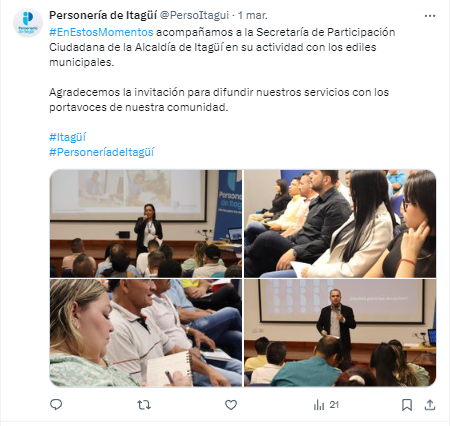 Personería de Itagüí @PersoItagui · 1 mar.
#EnEstosMomentos acompañamos a la Secretaría de Participación
Ciudadana de la Alcaldía de Itagüí en su actividad con los ediles
municipales.
Agradecemos la invitación para difundir nuestros servicios con los
portavoces de nuestra comunidad.
#Itagüí
#PersoneríadeItagüí
21